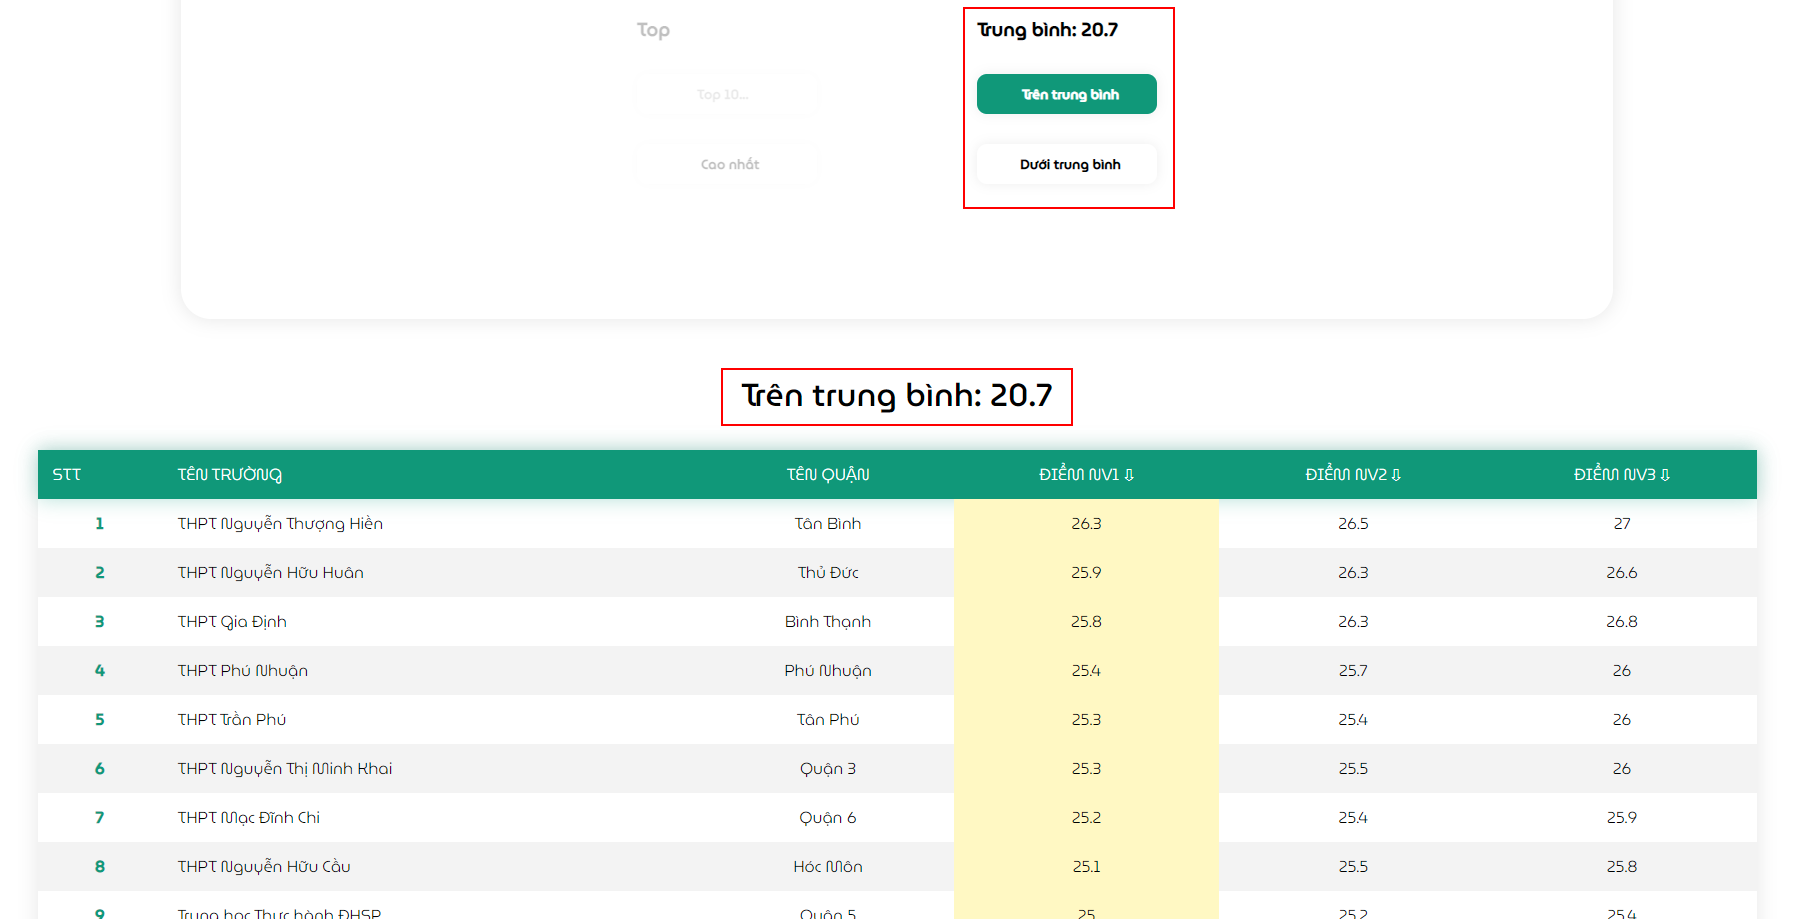 Top
Trung bình: 20.7
Top 10...
Trên trung bình
Cao nhất
Dưới trung bình
Trên trung bình: 20.7
STT TÊN TRƯỜNG TÊN QUẬN ĐIỂM NV1 ⇩ ĐIỂM NV2 ⇩ ĐIỂM NV3 ⇩
1 THPT Nguyễn Thượng Hiền Tân Bình 26.3 26.5 27
2 THPT Nguyễn Hữu Huân Thủ Đức 25.9 26.3 26.6
3 THPT Gia Định Bình Thạnh 25.8 26.3 26.8
4 THPT Phú Nhuận Phú Nhuận 25.4 25.7 26
5 THPT Trần Phú Tân Phú 25.3 25.4 26
6 THPT Nguyễn Thị Minh Khai Quận 3 25.3 25.5 26
7 THPT Mạc Đĩnh Chi Quận 6 25.2 25.4 25.9
8 THPT Nguyễn Hữu Cầu Hóc Môn 25.1 25.5 25.8
9 Trung học Thực hành ĐHSP Quận 5 25 25.2 25.4